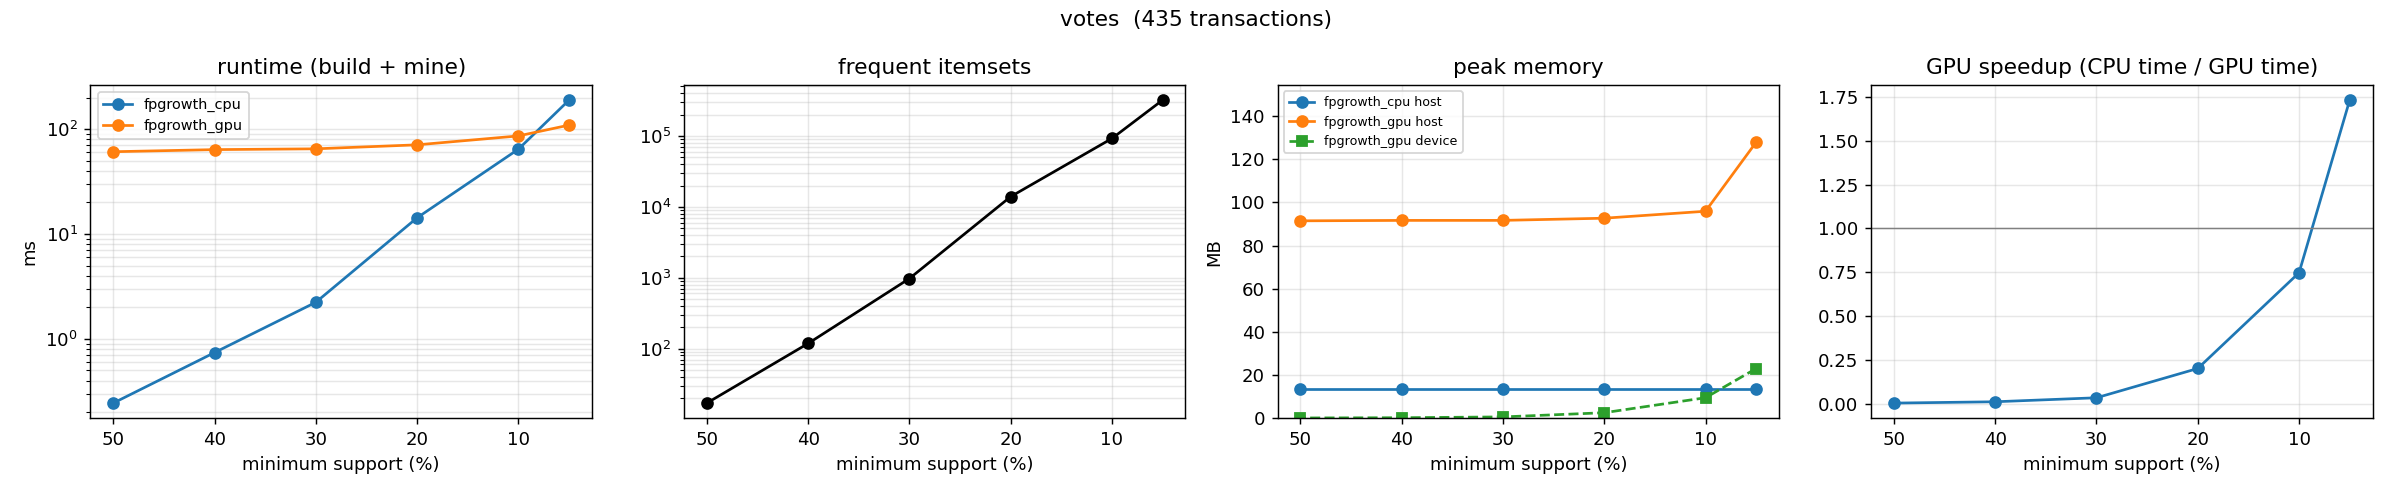 votes  (435 transactions)
runtime (build + mine)
fpgrowth_cpu
fpgrowth_gpu
ms
10²
10¹
10⁰
50 40 30 20 10
minimum support (%)
frequent itemsets
10⁵
10⁴
10³
10²
50 40 30 20 10
minimum support (%)
peak memory
fpgrowth_cpu host
fpgrowth_gpu host
fpgrowth_gpu device
MB
140
120
100
80
60
40
20
0
50 40 30 20 10
minimum support (%)
GPU speedup (CPU time / GPU time)
1.75
1.50
1.25
1.00
0.75
0.50
0.25
0.00
50 40 30 20 10
minimum support (%)